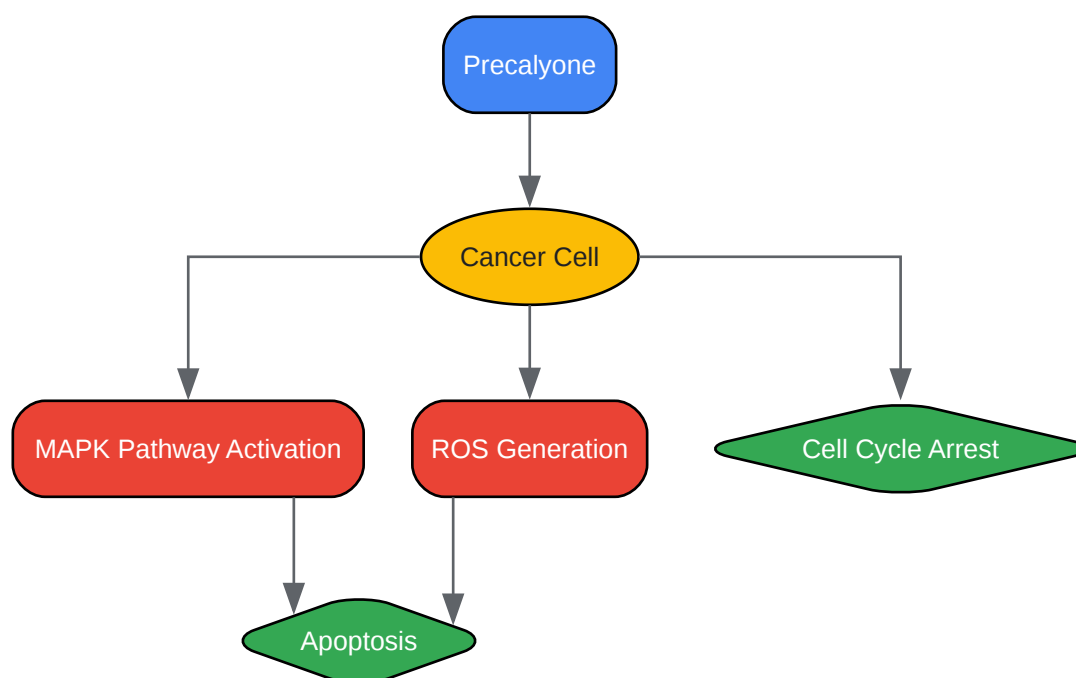 Precalyone
Cancer Cell
MAPK Pathway Activation
ROS Generation
Cell Cycle Arrest
Apoptosis